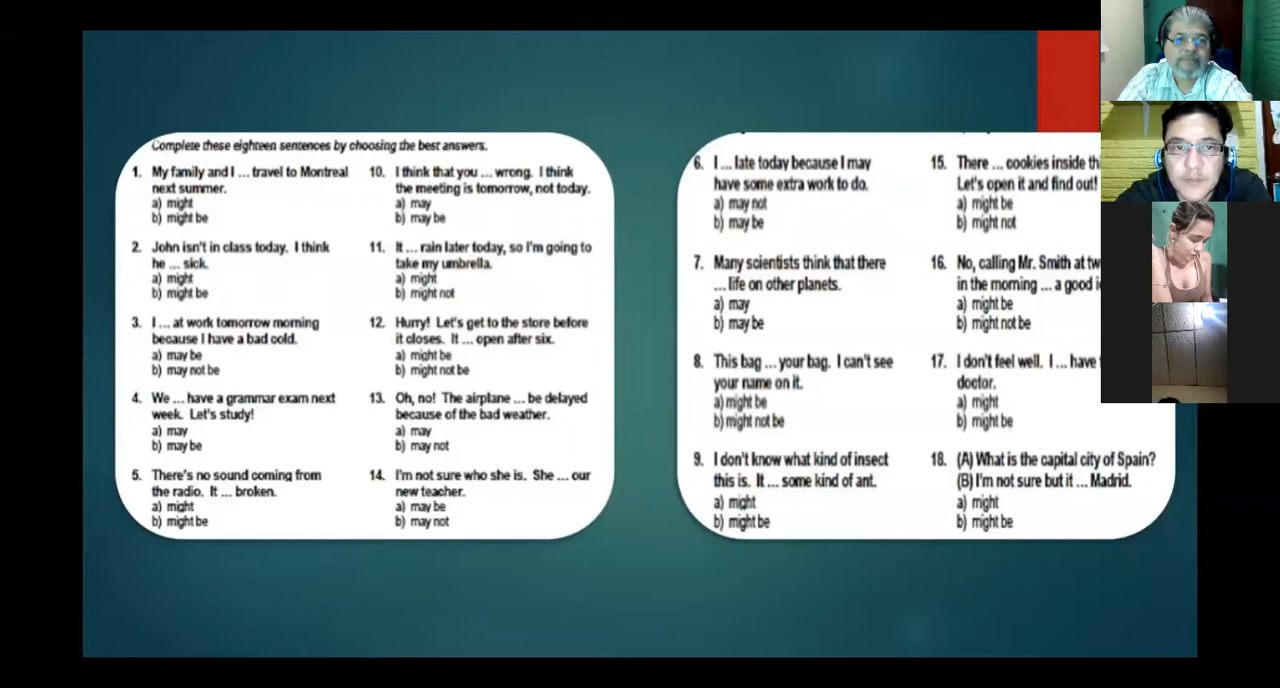 Complete these eighteen sentences by choosing the best answers.
1. My family and I ... travel to Montreal
next summer.
a) might
b) might be
2. John isn't in class today. I think
he ... sick.
a) might
b) might be
3. I ... at work tomorrow morning
because I have a bad cold.
a) may be
b) may not be
4. We ... have a grammar exam next
week. Let's study!
a) may
b) may be
5. There's no sound coming from
the radio. It ... broken.
a) might
b) might be
10. I think that you ... wrong. I think
the meeting is tomorrow, not today.
a) may
b) may be
11. It ... rain later today, so I'm going to
take my umbrella.
a) might
b) might not
12. Hurry! Let's get to the store before
it closes. It ... open after six.
a) might be
b) might not be
13. Oh, no! The airplane ... be delayed
because of the bad weather.
a) may
b) may not
14. I'm not sure who she is. She ... our
new teacher.
a) may be
b) may not
6. I ... late today because I may
have some extra work to do.
a) may not
b) may be
7. Many scientists think that there
... life on other planets.
a) may
b) may be
8. This bag ... your bag. I can't see
your name on it.
a) might be
b) might not be
9. I don't know what kind of insect
this is. It ... some kind of ant.
a) might
b) might be
15. There ... cookies inside th
Let's open it and find out!
a) might be
b) might not
16. No, calling Mr. Smith at tw
in the morning ... a good i
a) might be
b) might not be
17. I don't feel well. I ... have
doctor.
a) might
b) might be
18. (A) What is the capital city of Spain?
(B) I'm not sure but it ... Madrid.
a) might
b) might be